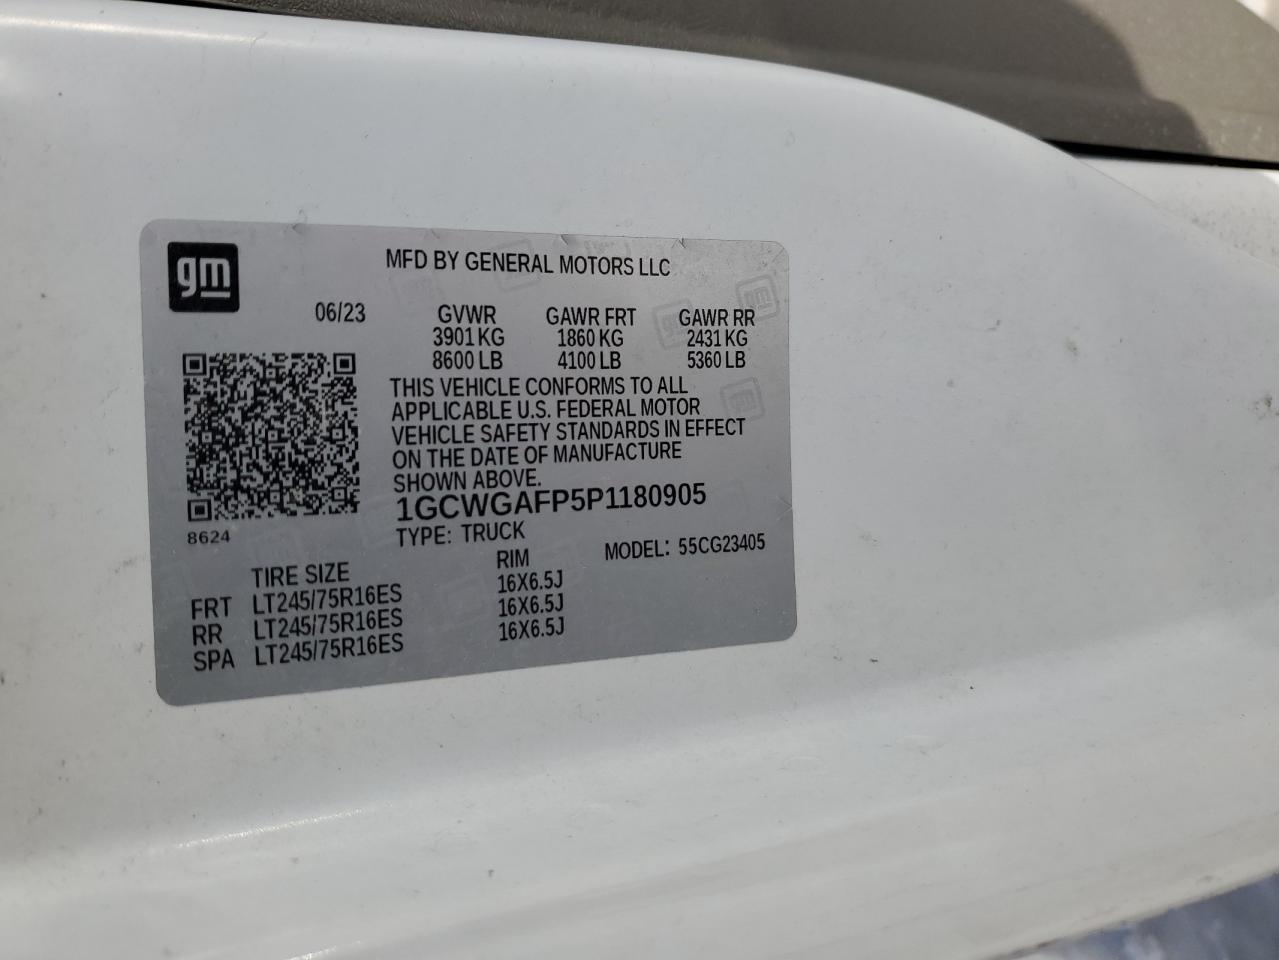 gm
MFD BY GENERAL MOTORS LLC
06/23
GVWR GAWR FRT GAWR RR
3901 KG 1860 KG 2431 KG
8600 LB 4100 LB 5360 LB
THIS VEHICLE CONFORMS TO ALL
APPLICABLE U.S. FEDERAL MOTOR
VEHICLE SAFETY STANDARDS IN EFFECT
ON THE DATE OF MANUFACTURE
SHOWN ABOVE.
1GCWGAFP5P1180905
8624
TYPE: TRUCK
MODEL: 55CG23405
TIRE SIZE RIM
FRT LT245/75R16ES 16X6.5J
RR LT245/75R16ES 16X6.5J
SPA LT245/75R16ES 16X6.5J